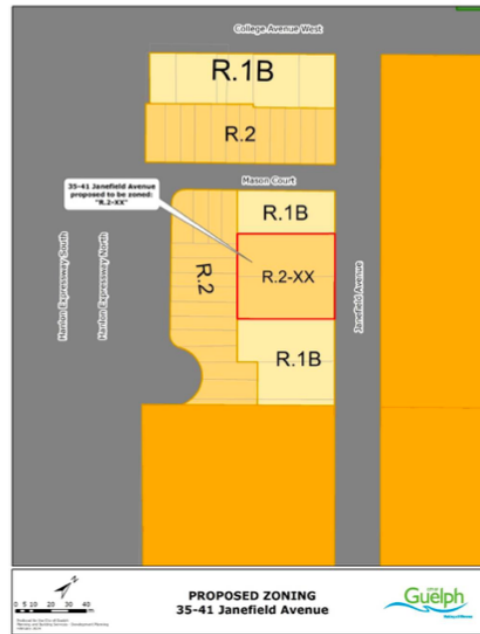 College Avenue West
R.1B
R.2
Mason Court
35-41 Janefield Avenue
proposed to be zoned:
"R.2-XX"
R.1B
R.2-XX
R.2
R.1B
Hanlon Expressway South
Hanlon Expressway North
Janefield Avenue
0 5 10 20 30 40
PROPOSED ZONING
35-41 Janefield Avenue
Guelph